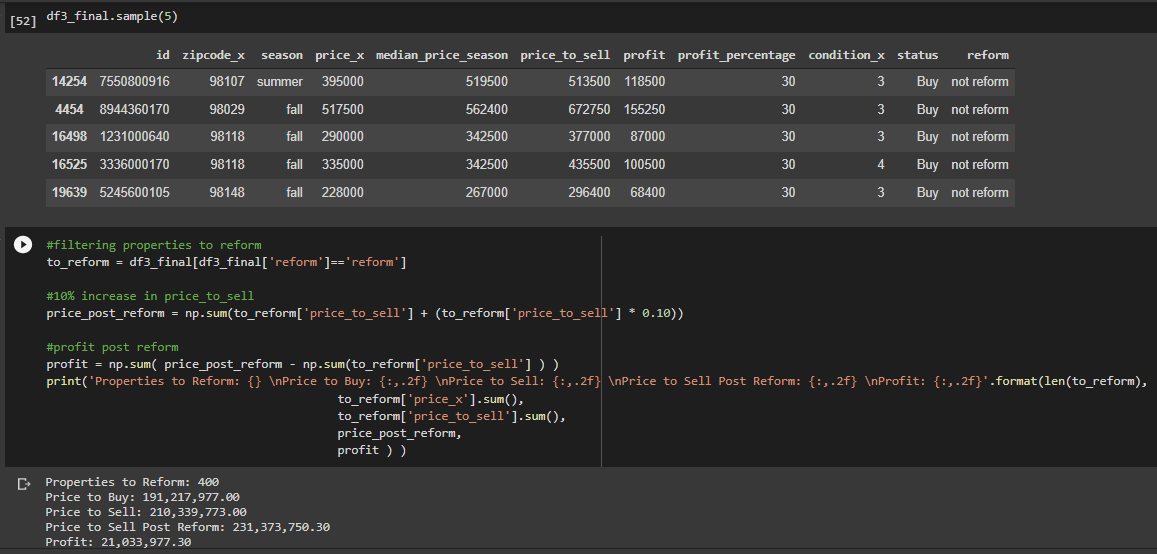 [52] df3_final.sample(5)
id zipcode_x season price_x median_price_season price_to_sell profit profit_percentage condition_x status reform
14254 7550800916 98107 summer 395000 519500 513500 118500 30 3 Buy not reform
4454 8944360170 98029 fall 517500 562400 672750 155250 30 3 Buy not reform
16498 1231000640 98118 fall 290000 342500 377000 87000 30 3 Buy not reform
16525 3336000170 98118 fall 335000 342500 435500 100500 30 4 Buy not reform
19639 5245600105 98148 fall 228000 267000 296400 68400 30 3 Buy not reform
#filtering properties to reform
to_reform = df3_final[df3_final['reform']=='reform']
#10% increase in price_to_sell
price_post_reform = np.sum(to_reform['price_to_sell'] + (to_reform['price_to_sell'] * 0.10))
#profit post reform
profit = np.sum( price_post_reform - np.sum(to_reform['price_to_sell'] ) )
print('Properties to Reform: {} \nPrice to Buy: {:,.2f} \nPrice to Sell: {:,.2f} \nPrice to Sell Post Reform: {:,.2f} \nProfit: {:,.2f}'.format(len(to_reform),
to_reform['price_x'].sum(),
to_reform['price_to_sell'].sum(),
price_post_reform,
profit ) )
Properties to Reform: 400
Price to Buy: 191,217,977.00
Price to Sell: 210,339,773.00
Price to Sell Post Reform: 231,373,750.30
Profit: 21,033,977.30